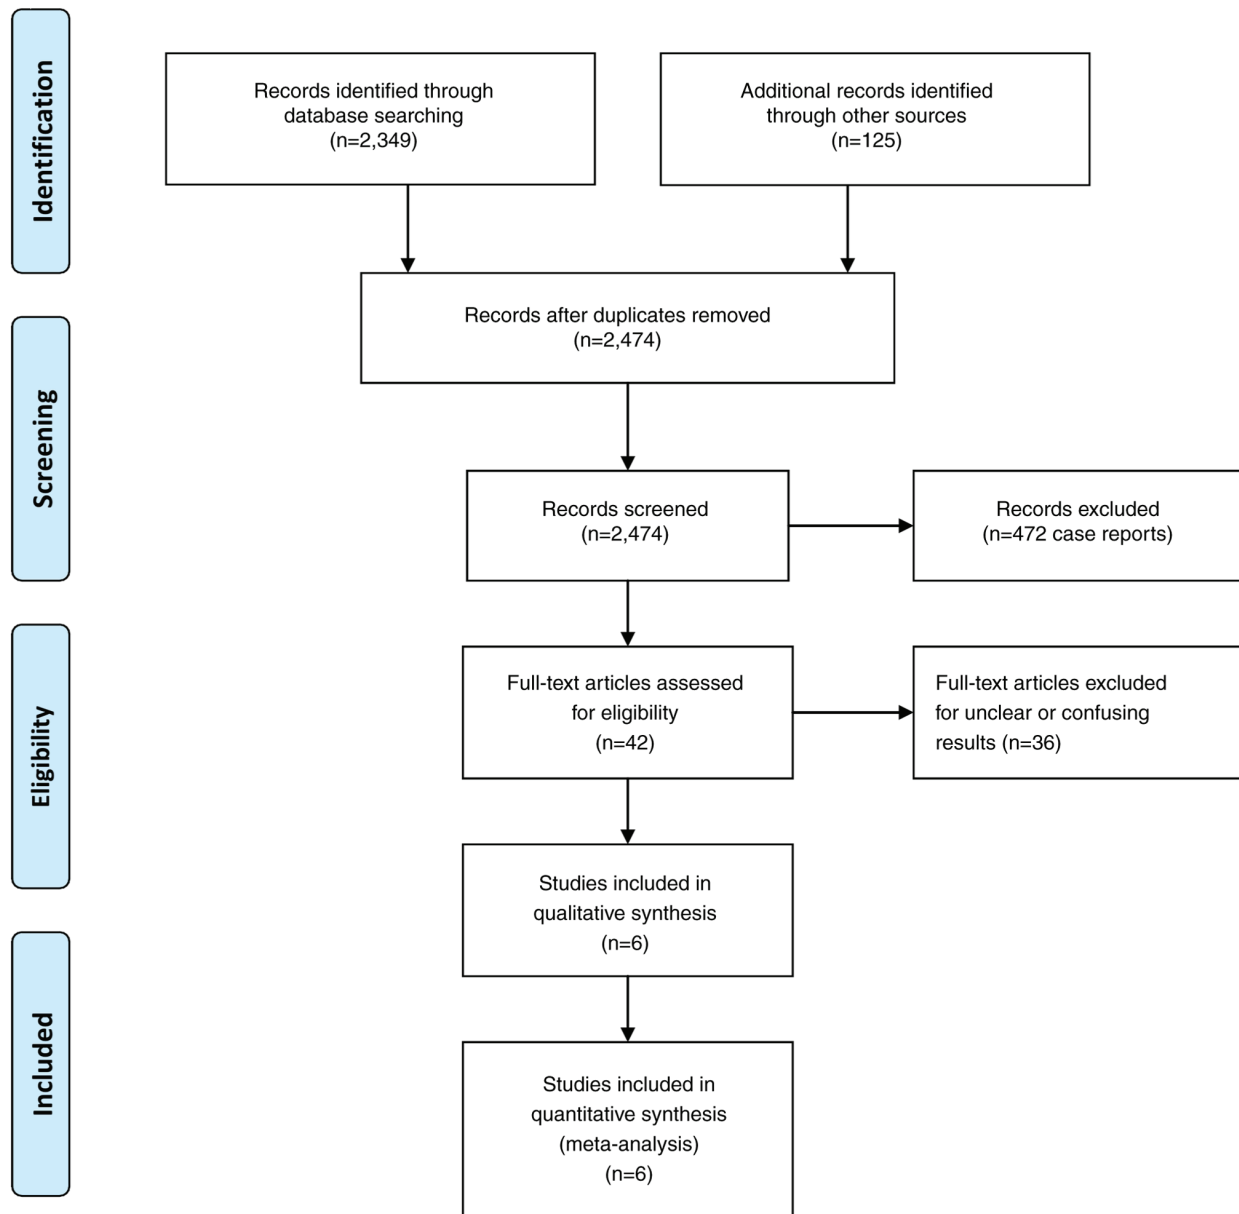 Identification
Records identified through
database searching
(n=2,349)
Additional records identified
through other sources
(n=125)
Records after duplicates removed
(n=2,474)
Screening
Records screened
(n=2,474)
Records excluded
(n=472 case reports)
Eligibility
Full-text articles assessed
for eligibility
(n=42)
Full-text articles excluded
for unclear or confusing
results (n=36)
Studies included in
qualitative synthesis
(n=6)
Included
Studies included in
quantitative synthesis
(meta-analysis)
(n=6)